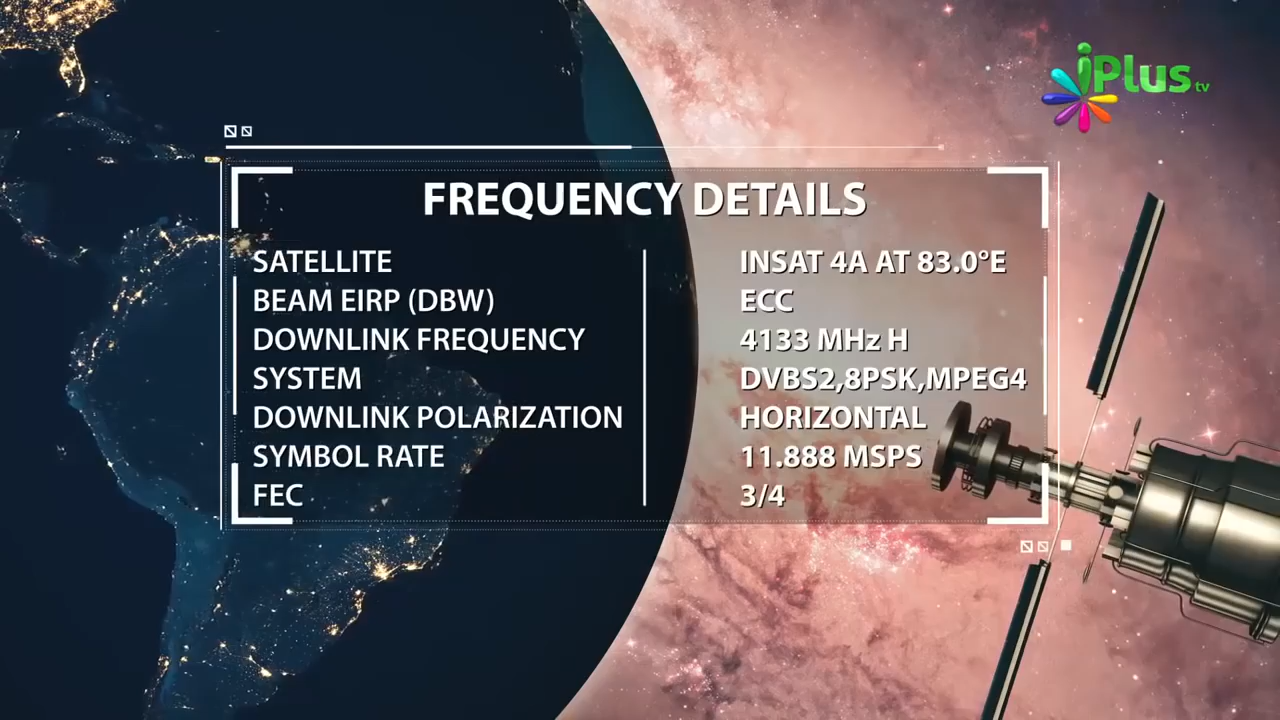 iPlus tv
FREQUENCY DETAILS
SATELLITE INSAT 4A AT 83.0°E
BEAM EIRP (DBW) ECC
DOWNLINK FREQUENCY 4133 MHz H
SYSTEM DVBS2,8PSK,MPEG4
DOWNLINK POLARIZATION HORIZONTAL
SYMBOL RATE 11.888 MSPS
FEC 3/4